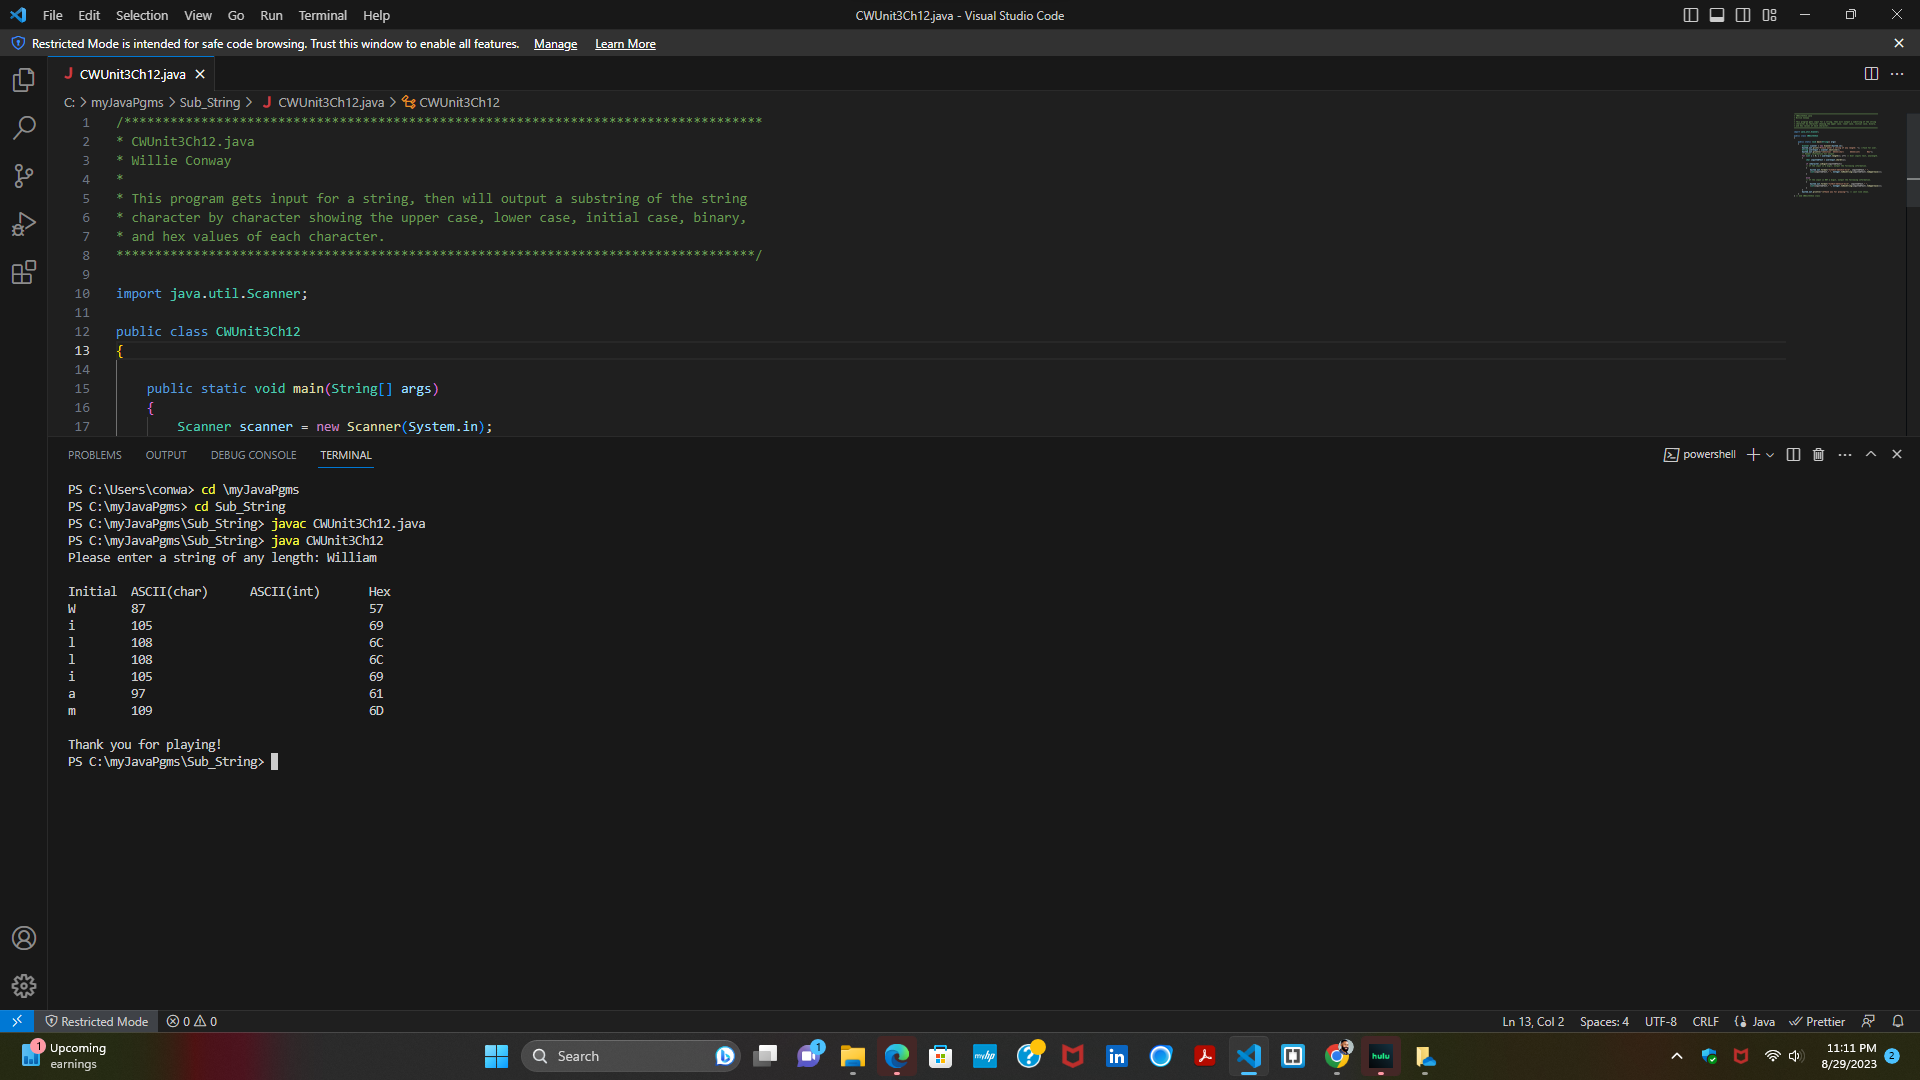 File Edit Selection View Go Run Terminal Help
CWUnit3Ch12.java - Visual Studio Code
Restricted Mode is intended for safe code browsing. Trust this window to enable all features. Manage Learn More
J CWUnit3Ch12.java
C: > myJavaPgms > Sub_String > J CWUnit3Ch12.java > CWUnit3Ch12
1 /***********************************************************************************
2 * CWUnit3Ch12.java
3 * Willie Conway
4 *
5 * This program gets input for a string, then will output a substring of the string
6 * character by character showing the upper case, lower case, initial case, binary,
7 * and hex values of each character.
8 ***********************************************************************************/
9
10 import java.util.Scanner;
11
12 public class CWUnit3Ch12
13 {
14
15 public static void main(String[] args)
16 {
17 Scanner scanner = new Scanner(System.in);
PROBLEMS OUTPUT DEBUG CONSOLE TERMINAL
powershell
PS C:\Users\conwa> cd \myJavaPgms
PS C:\myJavaPgms> cd Sub_String
PS C:\myJavaPgms\Sub_String> javac CWUnit3Ch12.java
PS C:\myJavaPgms\Sub_String> java CWUnit3Ch12
Please enter a string of any length: William
Initial ASCII(char) ASCII(int) Hex
W 87 57
i 105 69
l 108 6C
l 108 6C
i 105 69
a 97 61
m 109 6D
Thank you for playing!
PS C:\myJavaPgms\Sub_String>
Restricted Mode 0 0
Ln 13, Col 2 Spaces: 4 UTF-8 CRLF {} Java Prettier
1 Upcoming
earnings
Search
1
myhp
in
hulu
11:11 PM
8/29/2023
2